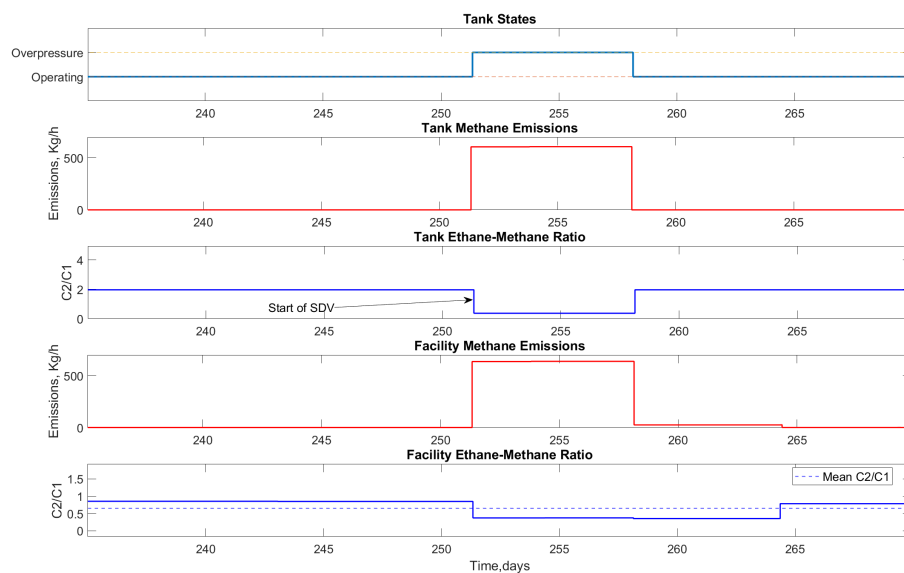 Tank States
Overpressure
Operating
240 245 250 255 260 265
Tank Methane Emissions
Emissions, Kg/h
500
0
240 245 250 255 260 265
Tank Ethane-Methane Ratio
C2/C1
4
2
0
Start of SDV
240 245 250 255 260 265
Facility Methane Emissions
Emissions, Kg/h
500
0
240 245 250 255 260 265
Facility Ethane-Methane Ratio
C2/C1
1.5
1
0.5
0
Mean C2/C1
240 245 250 255 260 265
Time,days